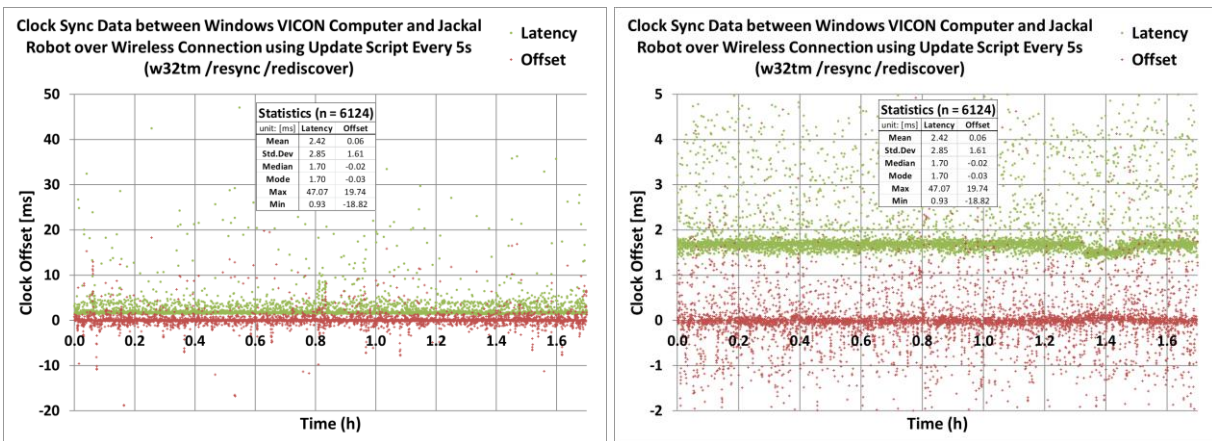 Clock Sync Data between Windows VICON Computer and Jackal
Robot over Wireless Connection using Update Script Every 5s
(w32tm /resync /rediscover)
Latency
Offset
Clock Offset [ms]
50
40
30
20
10
0
-10
-20
Statistics (n = 6124)
unit: [ms] Latency Offset
Mean 2.42 0.06
Std.Dev 2.85 1.61
Median 1.70 -0.02
Mode 1.70 -0.03
Max 47.07 19.74
Min 0.93 -18.82
0.0 0.2 0.4 0.6 0.8 1.0 1.2 1.4 1.6
Time (h)
Clock Sync Data between Windows VICON Computer and Jackal
Robot over Wireless Connection using Update Script Every 5s
(w32tm /resync /rediscover)
Latency
Offset
Clock Offset [ms]
5
4
3
2
1
0
-1
-2
Statistics (n = 6124)
unit: [ms] Latency Offset
Mean 2.42 0.06
Std.Dev 2.85 1.61
Median 1.70 -0.02
Mode 1.70 -0.03
Max 47.07 19.74
Min 0.93 -18.82
0.0 0.2 0.4 0.6 0.8 1.0 1.2 1.4 1.6
Time (h)